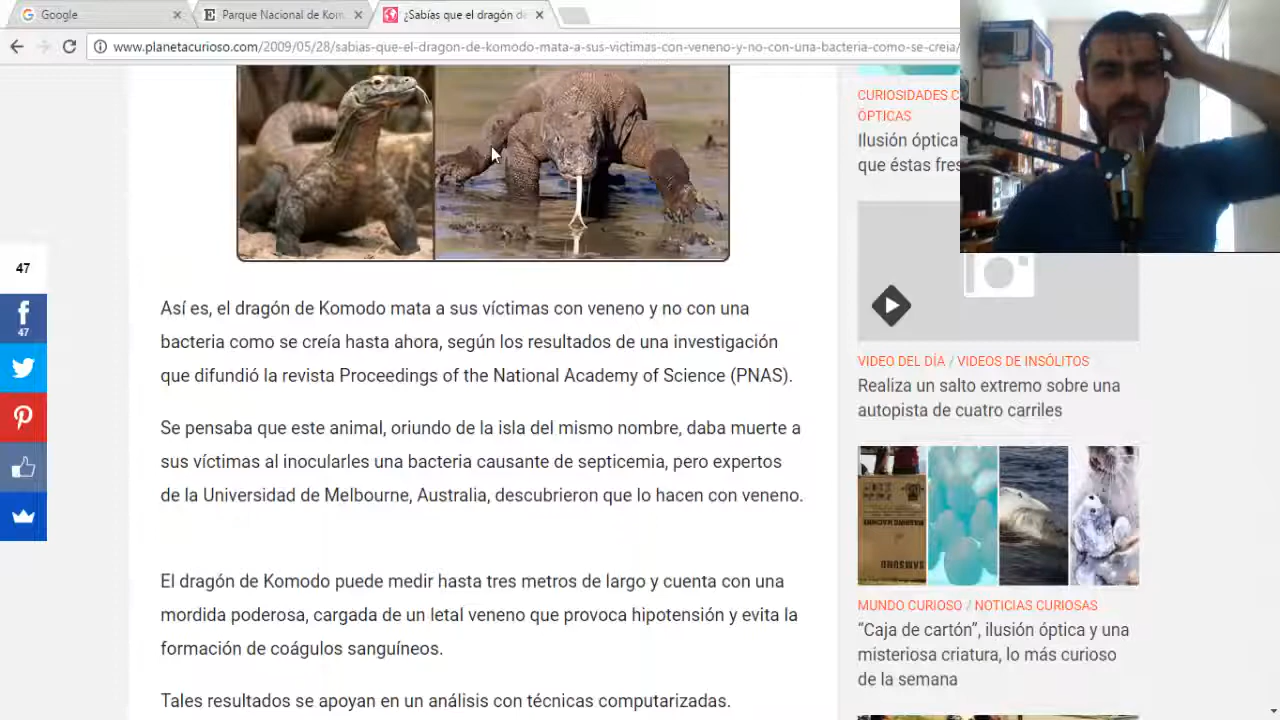 Google
Parque Nacional de Kom
¿Sabías que el dragón de
www.planetacurioso.com/2009/05/28/sabias-que-el-dragon-de-komodo-mata-a-sus-victimas-con-veneno-y-no-con-una-bacteria-como-se-creia/
47
47
Así es, el dragón de Komodo mata a sus víctimas con veneno y no con una
bacteria como se creía hasta ahora, según los resultados de una investigación
que difundió la revista Proceedings of the National Academy of Science (PNAS).
Se pensaba que este animal, oriundo de la isla del mismo nombre, daba muerte a
sus víctimas al inocularles una bacteria causante de septicemia, pero expertos
de la Universidad de Melbourne, Australia, descubrieron que lo hacen con veneno.
El dragón de Komodo puede medir hasta tres metros de largo y cuenta con una
mordida poderosa, cargada de un letal veneno que provoca hipotensión y evita la
formación de coágulos sanguíneos.
Tales resultados se apoyan en un análisis con técnicas computarizadas.
CURIOSIDADES C
ÓPTICAS
Ilusión óptica
que éstas fres
VIDEO DEL DÍA / VIDEOS DE INSÓLITOS
Realiza un salto extremo sobre una
autopista de cuatro carriles
SAMSUNG
MUNDO CURIOSO / NOTICIAS CURIOSAS
“Caja de cartón”, ilusión óptica y una
misteriosa criatura, lo más curioso
de la semana